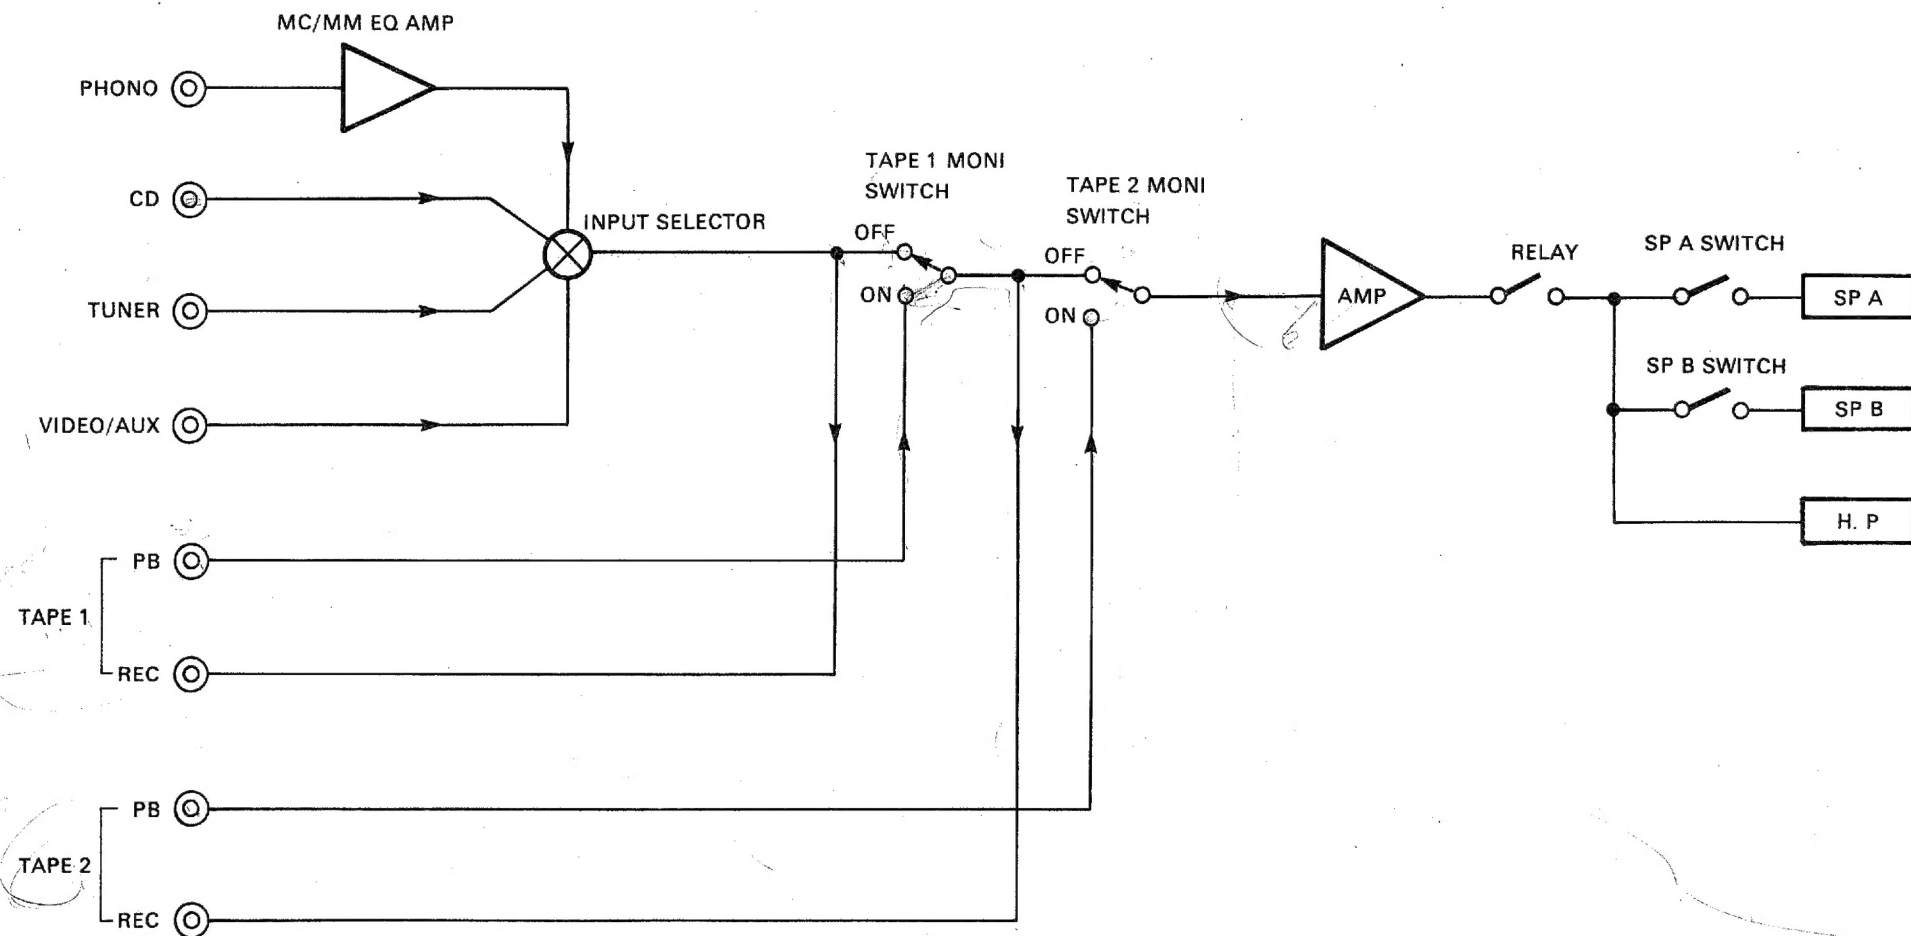 MC/MM EQ AMP
PHONO
CD
INPUT SELECTOR
TUNER
VIDEO/AUX
TAPE 1 MONI
SWITCH
OFF
ON
TAPE 2 MONI
SWITCH
OFF
ON
AMP
RELAY
SP A SWITCH
SP A
SP B SWITCH
SP B
H. P
PB
TAPE 1
REC
PB
TAPE 2
REC